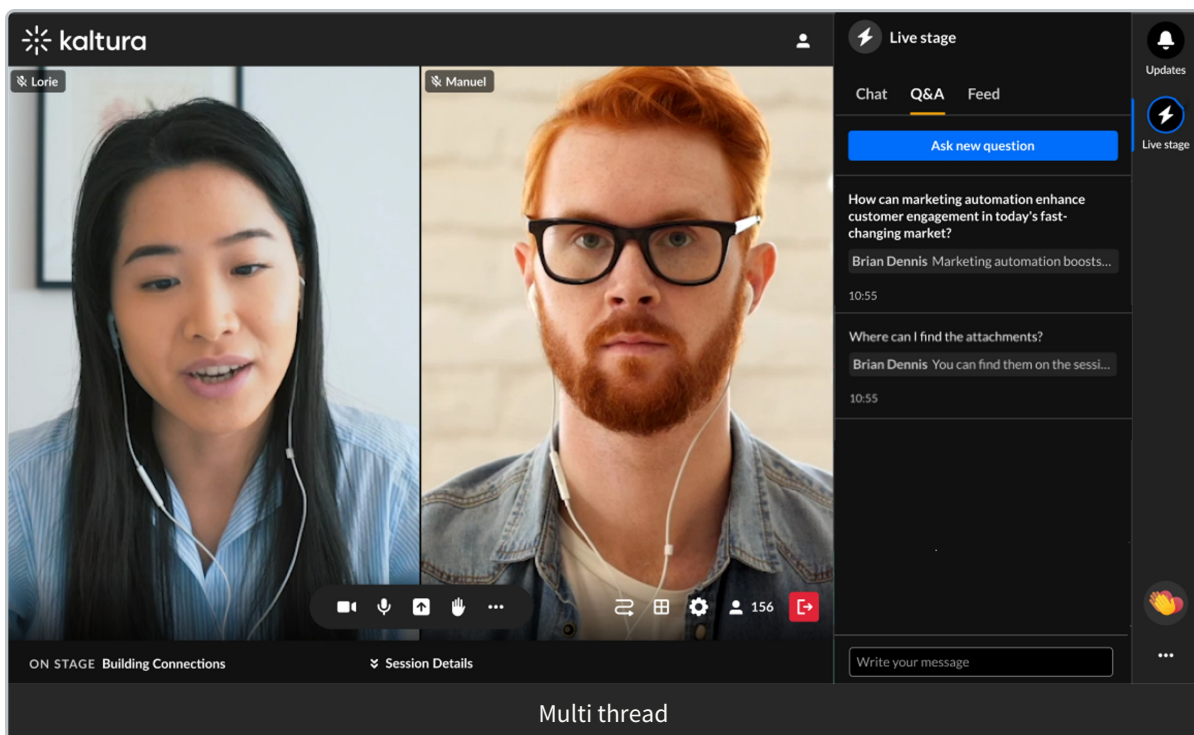 kaltura
Lorie
Manuel
Live stage
Chat Q&A Feed
Ask new question
How can marketing automation enhance
customer engagement in today's fast-
changing market?
Brian Dennis Marketing automation boosts...
10:55
Where can I find the attachments?
Brian Dennis You can find them on the sessi...
10:55
Write your message
Updates
Live stage
156
ON STAGE Building Connections
Session Details
Multi thread